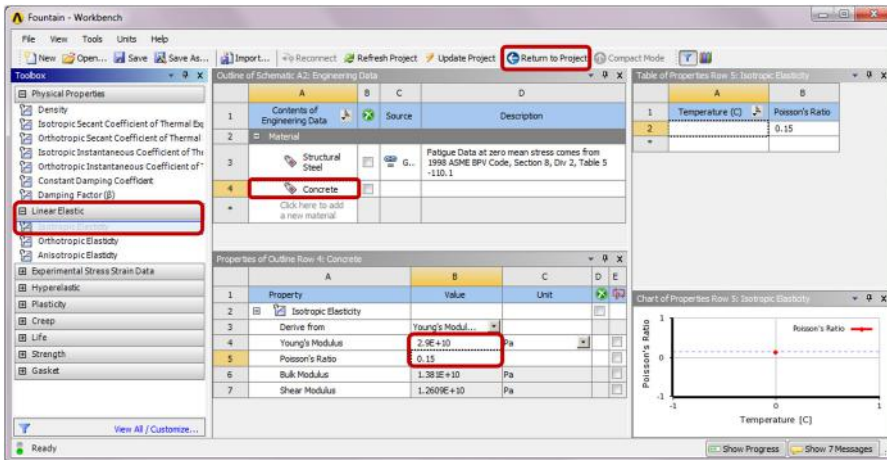 Fountain - Workbench
File View Tools Units Help
New Open... Save Save As... Import... Reconnect Refresh Project Update Project Return to Project Compact Mode
Toolbox
Physical Properties
Density
Isotropic Secant Coefficient of Thermal Exp
Orthotropic Secant Coefficient of Thermal
Isotropic Instantaneous Coefficient of The
Orthotropic Instantaneous Coefficient of
Constant Damping Coefficient
Damping Factor (β)
Linear Elastic
Isotropic Elasticity
Orthotropic Elasticity
Anisotropic Elasticity
Experimental Stress Strain Data
Hyperelastic
Plasticity
Creep
Life
Strength
Gasket
View All / Customize...
Outline of Schematic A2: Engineering Data
A B C D
1 Contents of Engineering Data Source Description
2 Material
3 Structural Steel G.. Fatigue Data at zero mean stress comes from
1998 ASME BPV Code, Section 8, Div 2, Table 5
-110.1
4 Concrete
* Click here to add
a new material
Properties of Outline Row 4: Concrete
A B C D E
1 Property Value Unit
2 Isotropic Elasticity
3 Derive from Young's Modul...
4 Young's Modulus 2.9E+10 Pa
5 Poisson's Ratio 0.15
6 Bulk Modulus 1.381E+10 Pa
7 Shear Modulus 1.2609E+10 Pa
Table of Properties Row 5: Isotropic Elasticity
A B
1 Temperature (C) Poisson's Ratio
2 0.15
*
Chart of Properties Row 5: Isotropic Elasticity
Poisson's Ratio
Poisson's Ratio
1
0
-1
-1 0 1
Temperature [C]
Ready
Show Progress Show 7 Messages